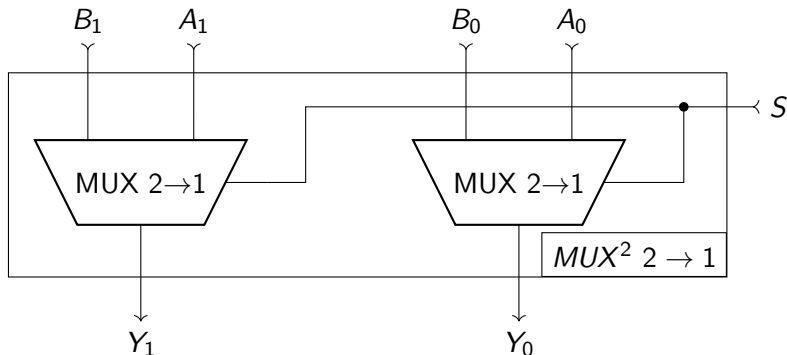 B₁ A₁ B₀ A₀
S
MUX 2→1 MUX 2→1
MUX² 2 → 1
Y₁ Y₀